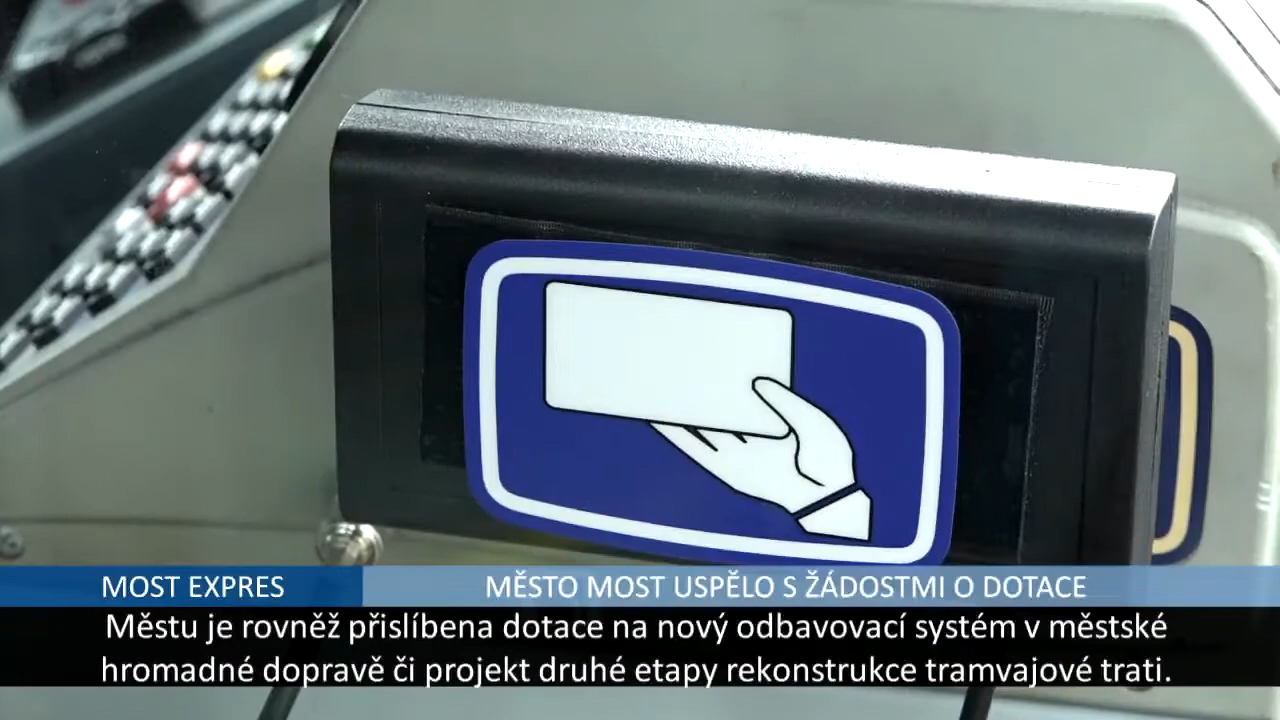 MOST EXPRES
MĚSTO MOST USPĚLO S ŽÁDOSTMI O DOTACE
Městu je rovněž přislíbena dotace na nový odbavovací systém v městské
hromadné dopravě či projekt druhé etapy rekonstrukce tramvajové trati.